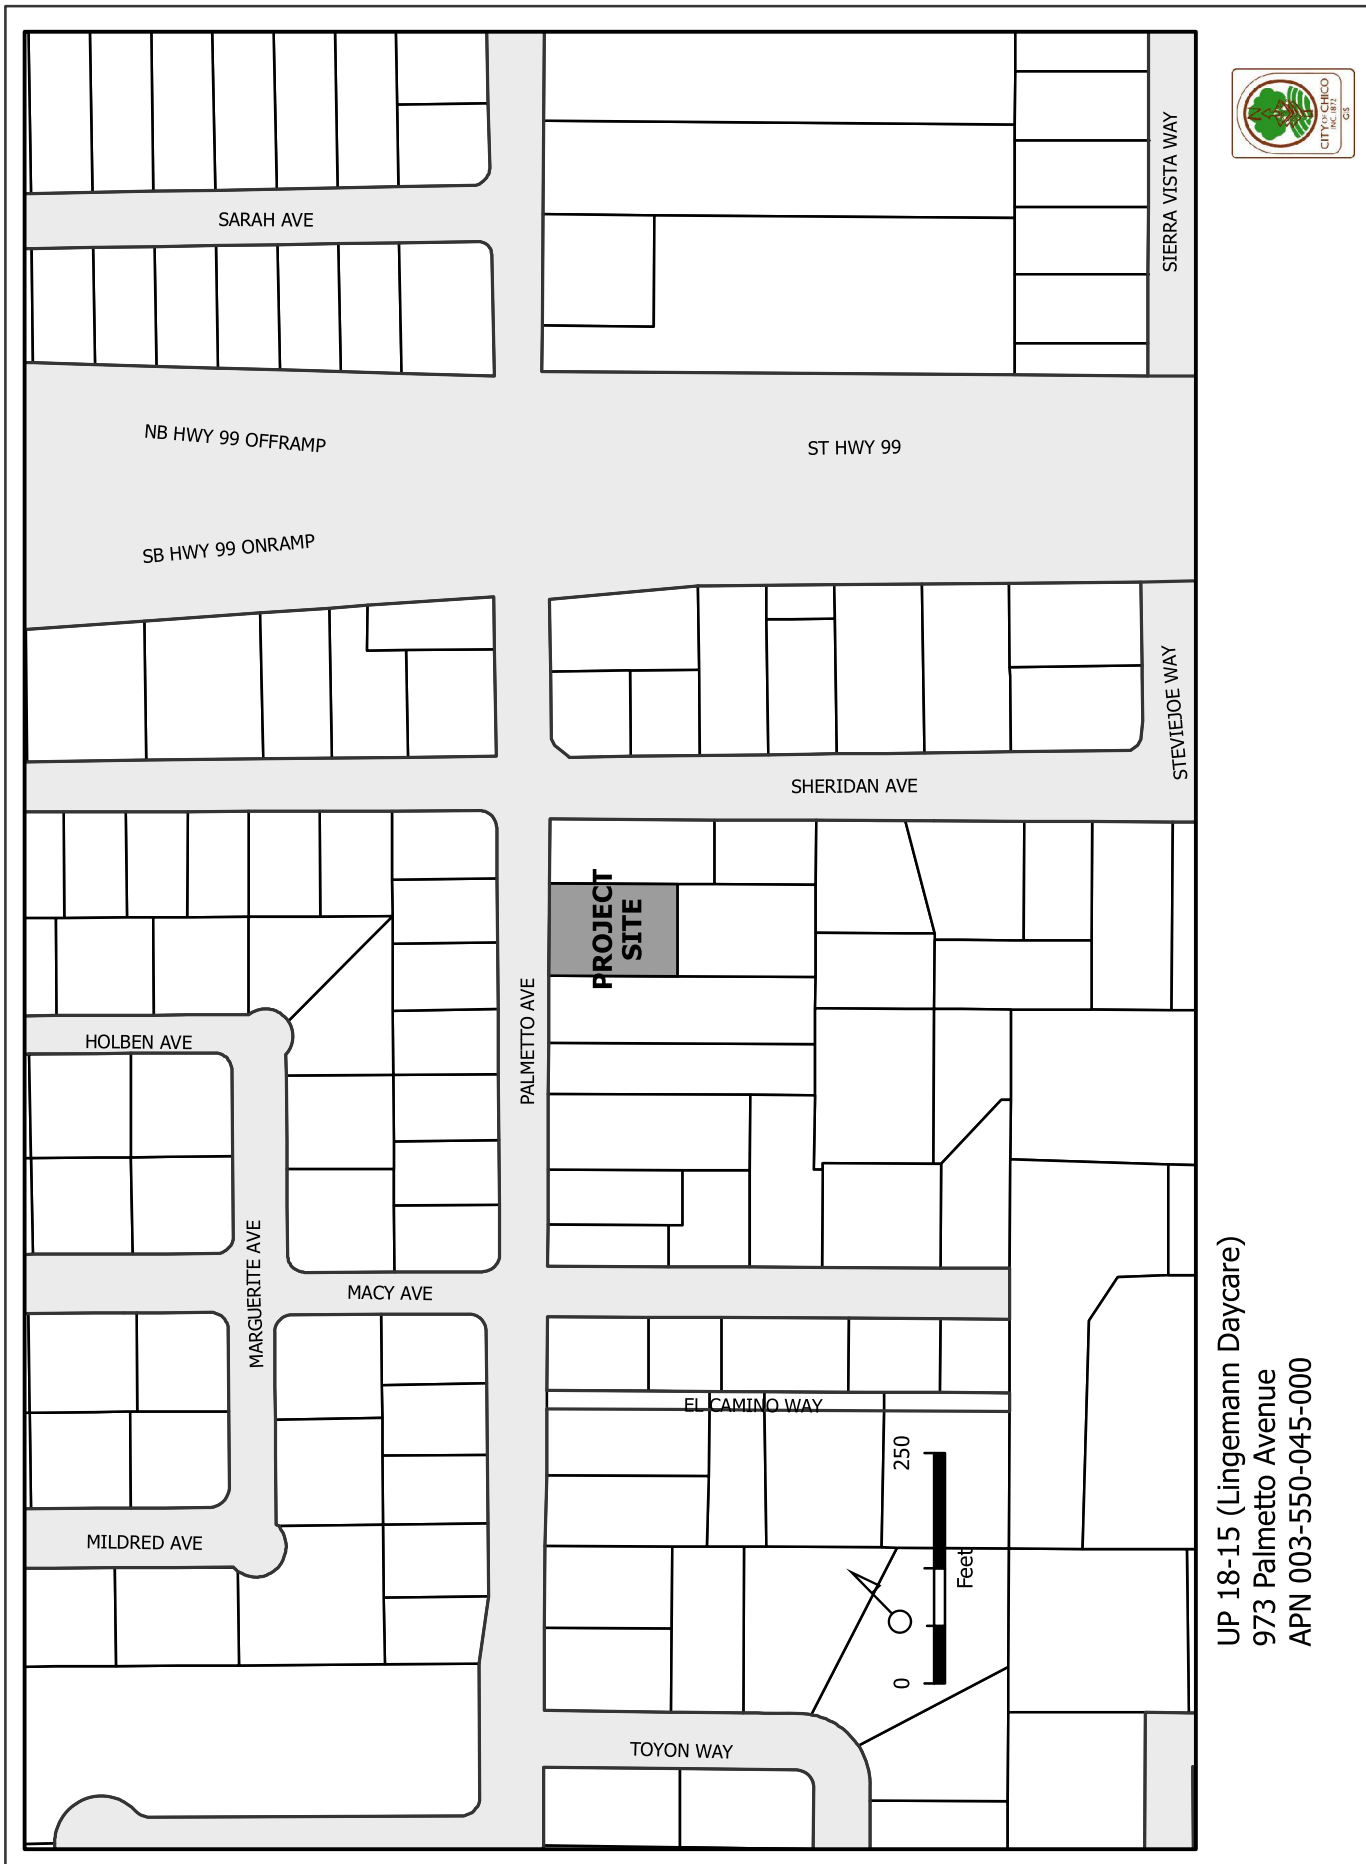 SARAH AVE
SIERRA VISTA WAY
CITY OF CHICO
INC 1872
GIS
NB HWY 99 OFFRAMP
ST HWY 99
SB HWY 99 ONRAMP
STEVIEJOE WAY
SHERIDAN AVE
PROJECT
SITE
PALMETTO AVE
HOLBEN AVE
MARGUERITE AVE
MACY AVE
EL CAMINO WAY
MILDRED AVE
0
250
Feet
TOYON WAY
UP 18-15 (Lingemann Daycare)
973 Palmetto Avenue
APN 003-550-045-000